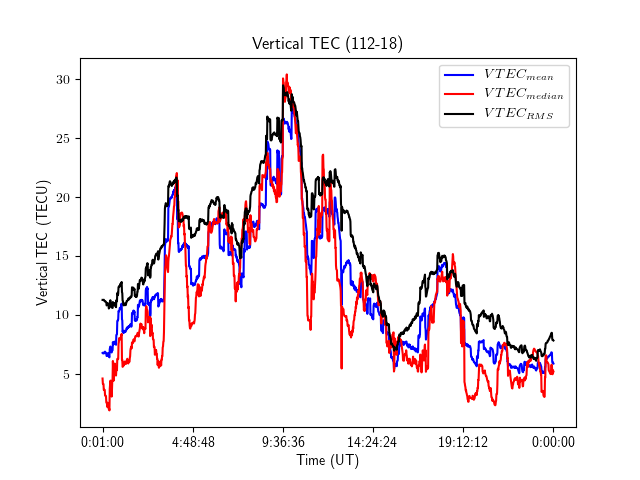 Vertical TEC (112-18)
VTEC_mean
VTEC_median
VTEC_RMS
Vertical TEC (TECU)
30
25
20
15
10
5
0:01:00 4:48:48 9:36:36 14:24:24 19:12:12 0:00:00
Time (UT)